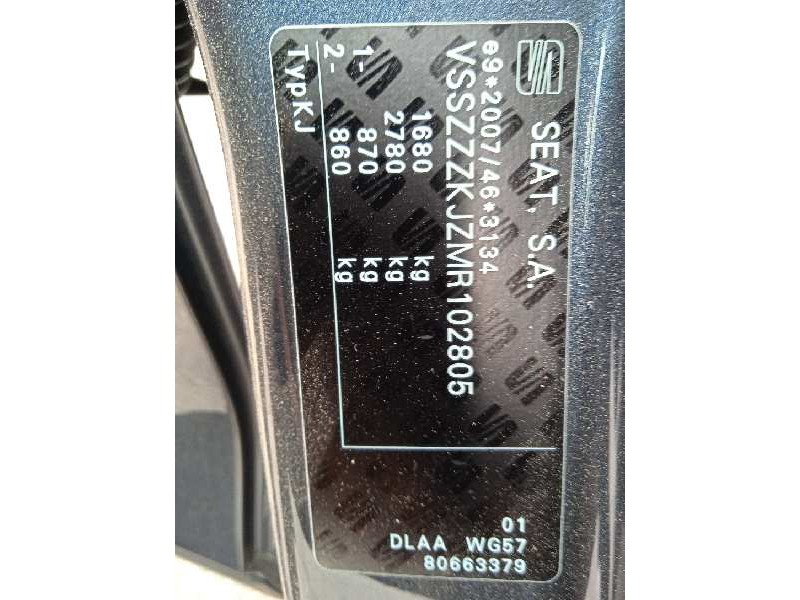 SEAT, S.A.
e9*2007/46*3134
VSSZZZKJZMR102805
1680 kg
2780 kg
1- 870 kg
2- 860 kg
TypKJ
01
DLAA WG57
80663379